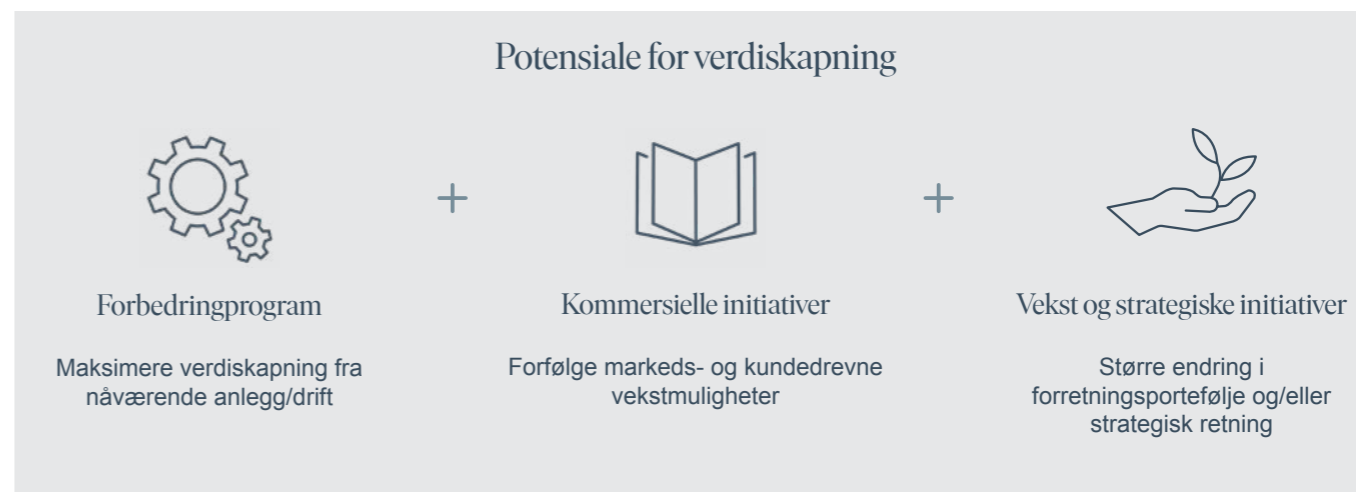 Potensiale for verdiskapning
+
+
Forbedringprogram
Maksimere verdiskapning fra
nåværende anlegg/drift
Kommersielle initiativer
Forfølge markeds- og kundedrevne
vekstmuligheter
Vekst og strategiske initiativer
Større endring i
forretningsportefølje og/eller
strategisk retning